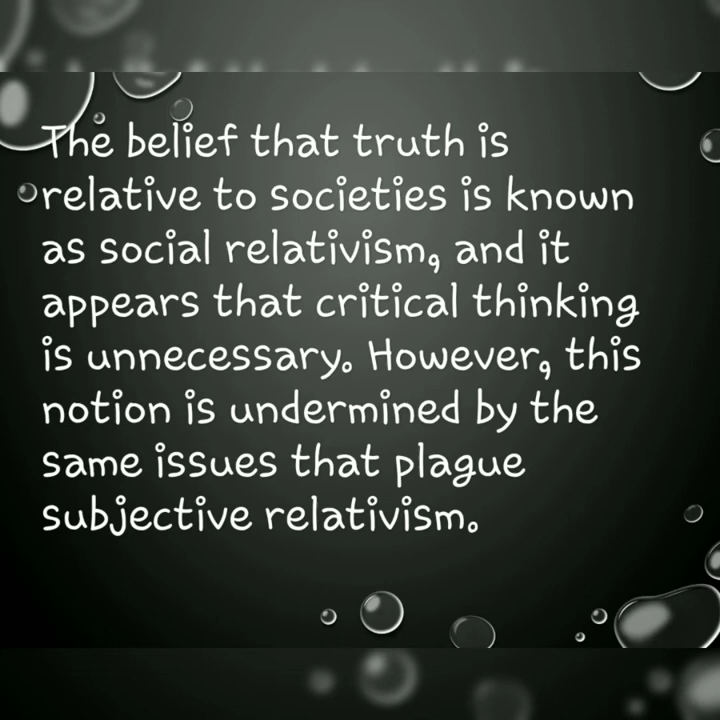 The belief that truth is
relative to societies is known
as social relativism, and it
appears that critical thinking
is unnecessary. However, this
notion is undermined by the
same issues that plague
subjective relativism.